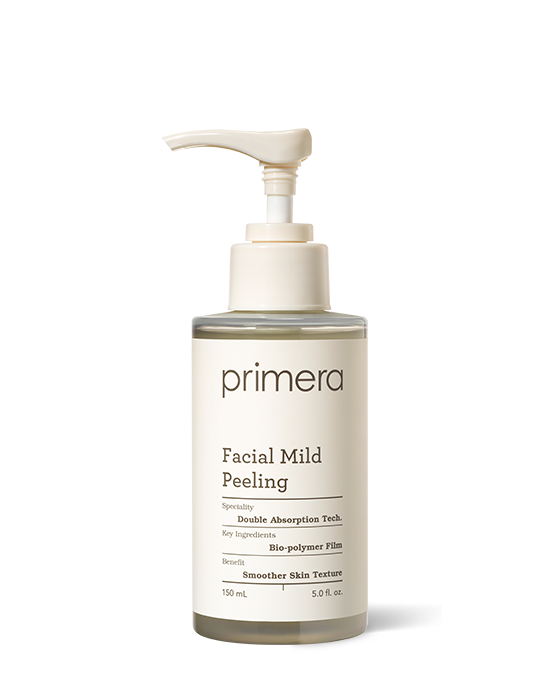 primera
Facial Mild
Peeling
Speciality
Double Absorption Tech.
Key Ingredients
Bio-polymer Film
Benefit
Smoother Skin Texture
150 mL 5.0 fl. oz.